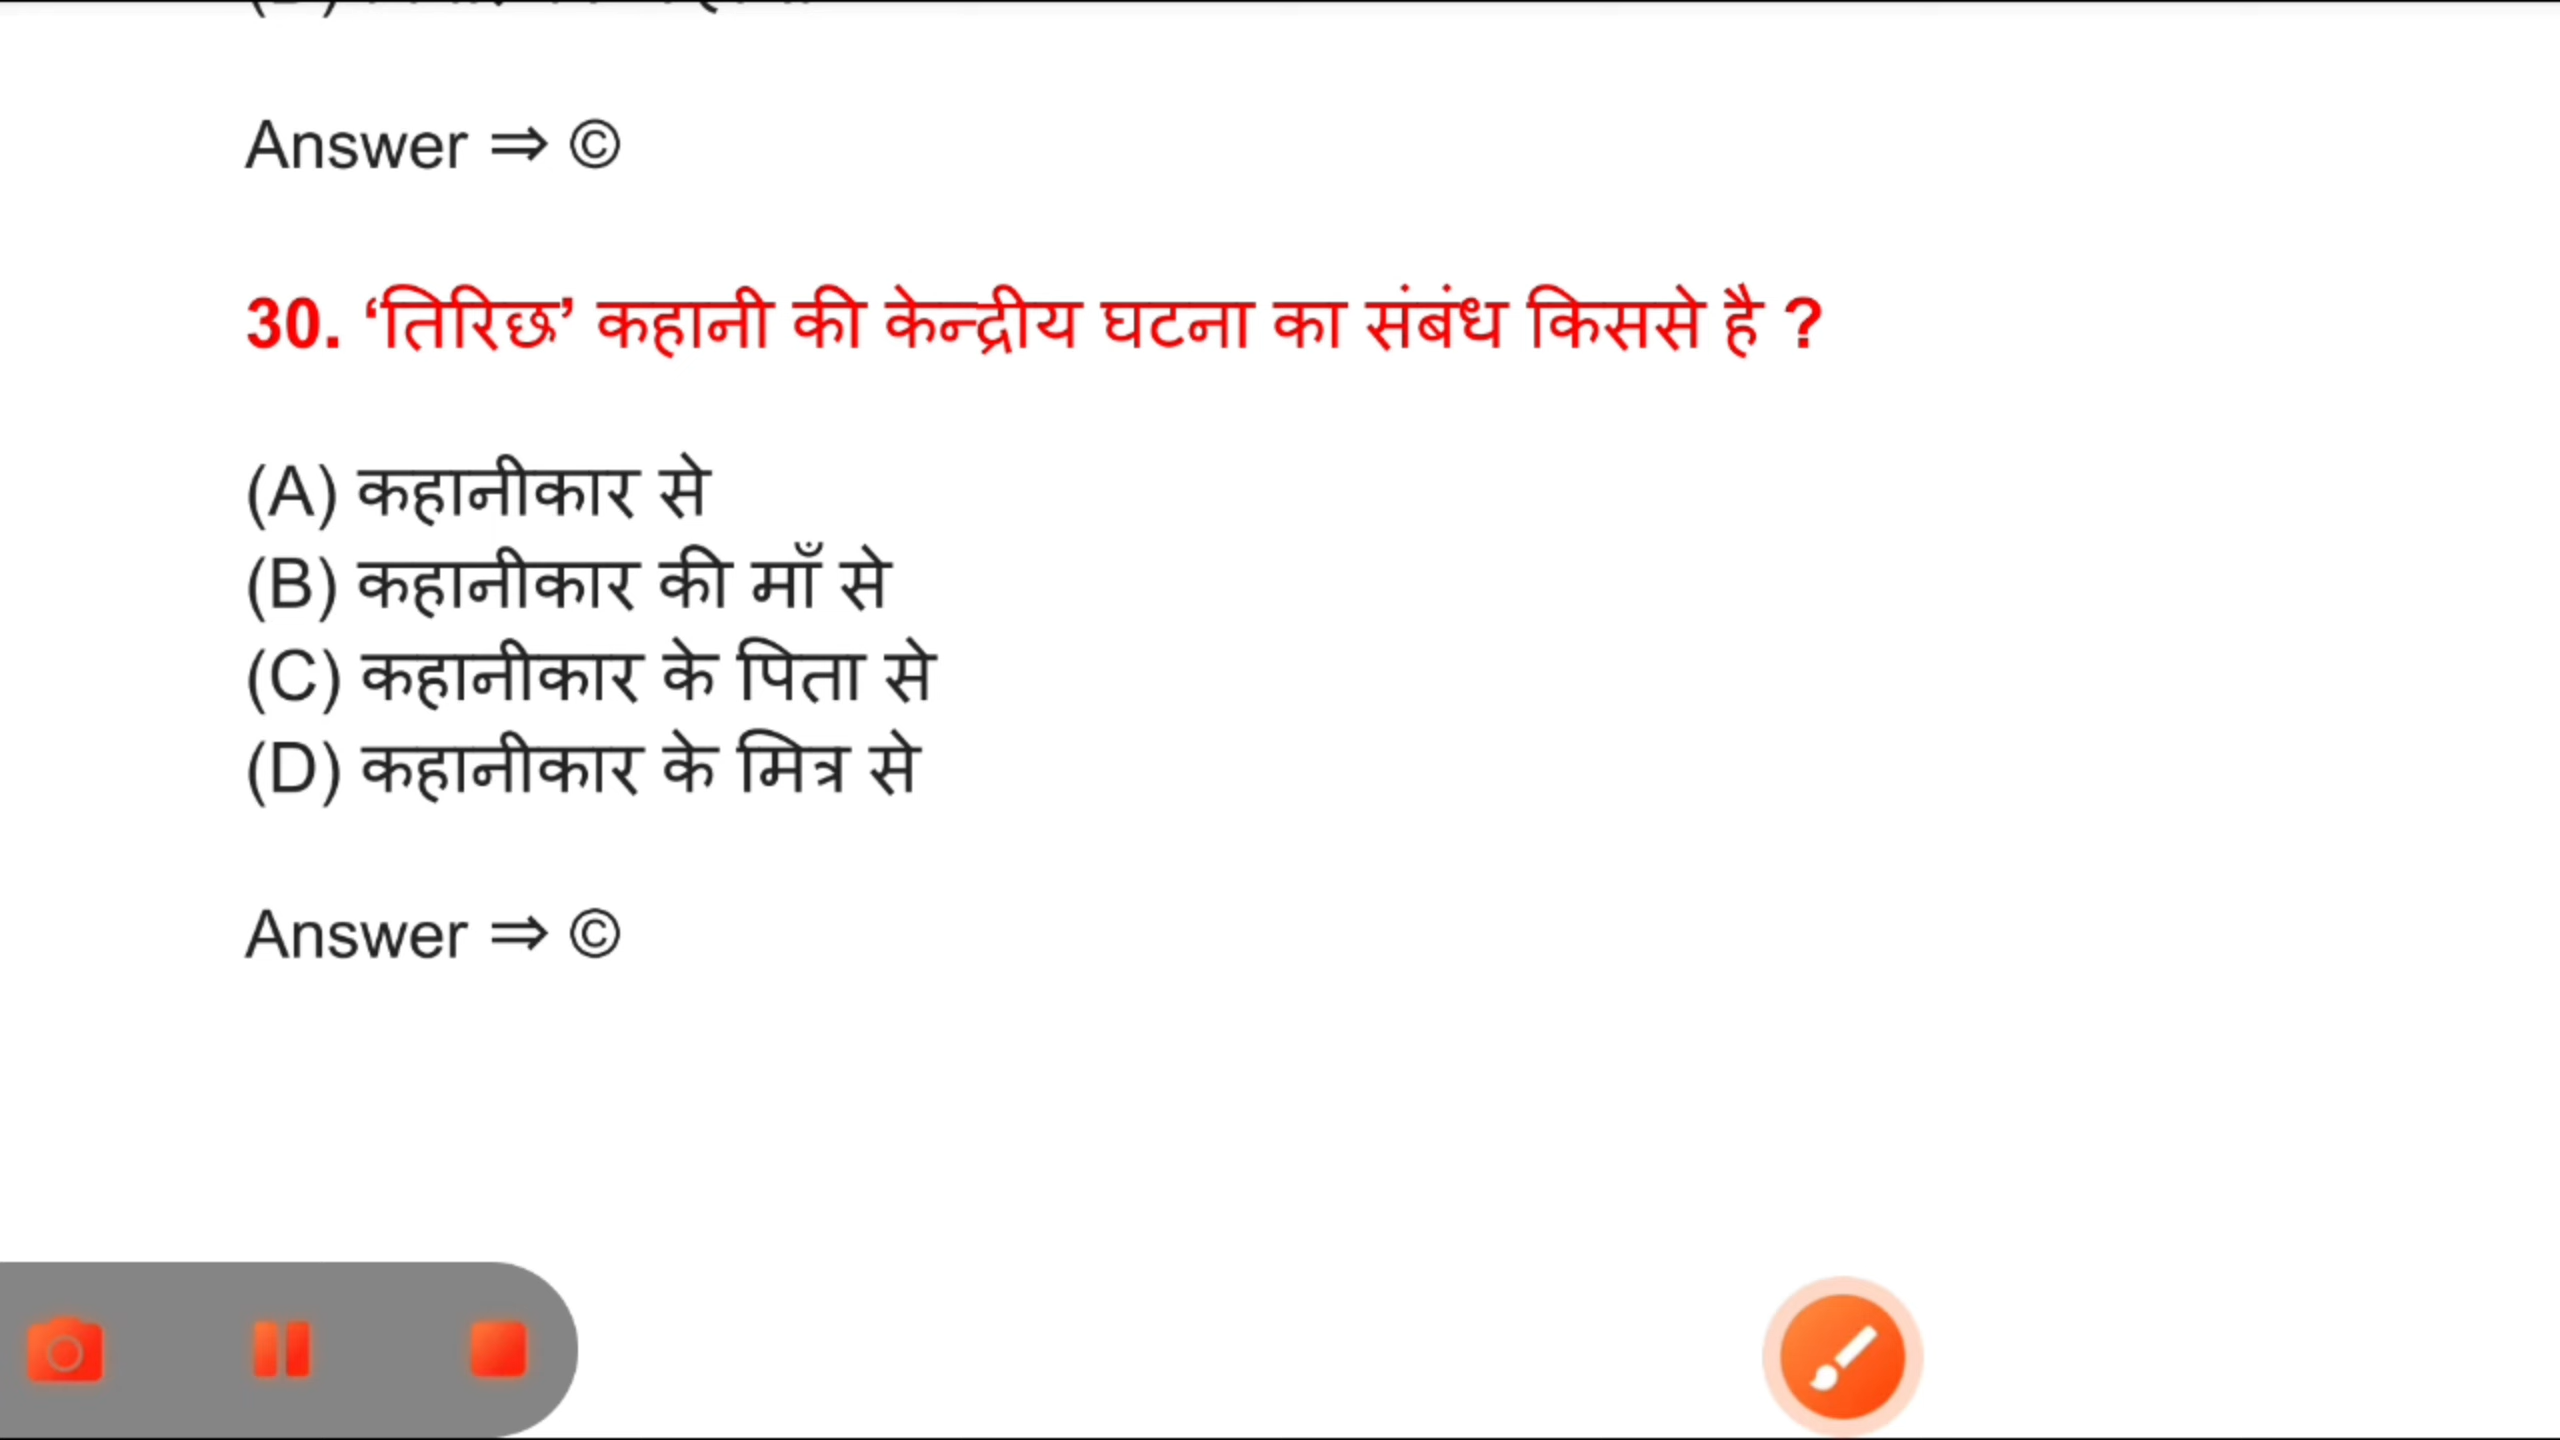 Answer ⇒ ©
30. ‘तिरिछ’ कहानी की केन्द्रीय घटना का संबंध किससे है ?
(A) कहानीकार से
(B) कहानीकार की माँ से
(C) कहानीकार के पिता से
(D) कहानीकार के मित्र से
Answer ⇒ ©